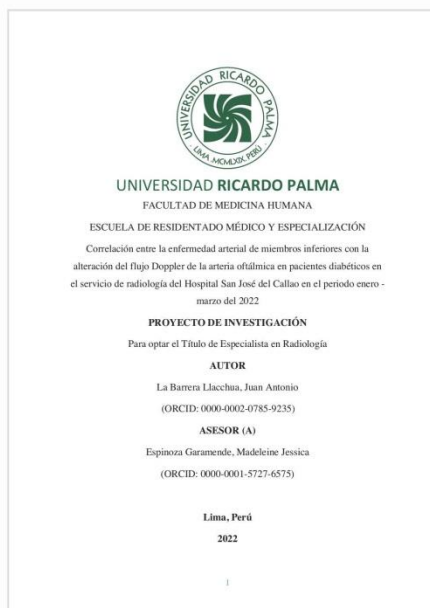 UNIVERSIDAD RICARDO PALMA
LIMA .MCMLXIX. PERÚ
UNIVERSIDAD RICARDO PALMA
FACULTAD DE MEDICINA HUMANA
ESCUELA DE RESIDENTADO MÉDICO Y ESPECIALIZACIÓN
Correlación entre la enfermedad arterial de miembros inferiores con la
alteración del flujo Doppler de la arteria oftálmica en pacientes diabéticos en
el servicio de radiología del Hospital San José del Callao en el periodo enero -
marzo del 2022
PROYECTO DE INVESTIGACIÓN
Para optar el Título de Especialista en Radiología
AUTOR
La Barrera Llacchua, Juan Antonio
(ORCID: 0000-0002-0785-9235)
ASESOR (A)
Espinoza Garamende, Madeleine Jessica
(ORCID: 0000-0001-5727-6575)
Lima, Perú
2022
1